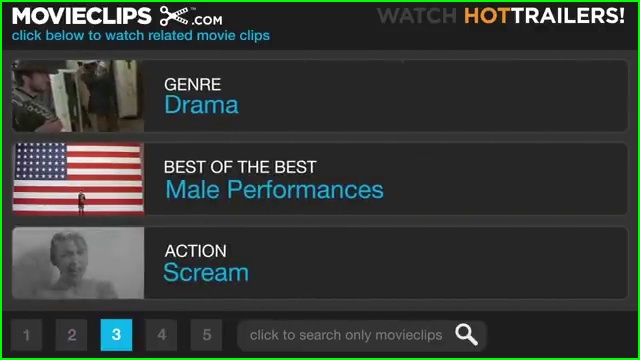 MOVIECLIPS .COM
WATCH HOTTRAILERS!
click below to watch related movie clips
GENRE
Drama
BEST OF THE BEST
Male Performances
ACTION
Scream
1 2 3 4 5
click to search only movieclips